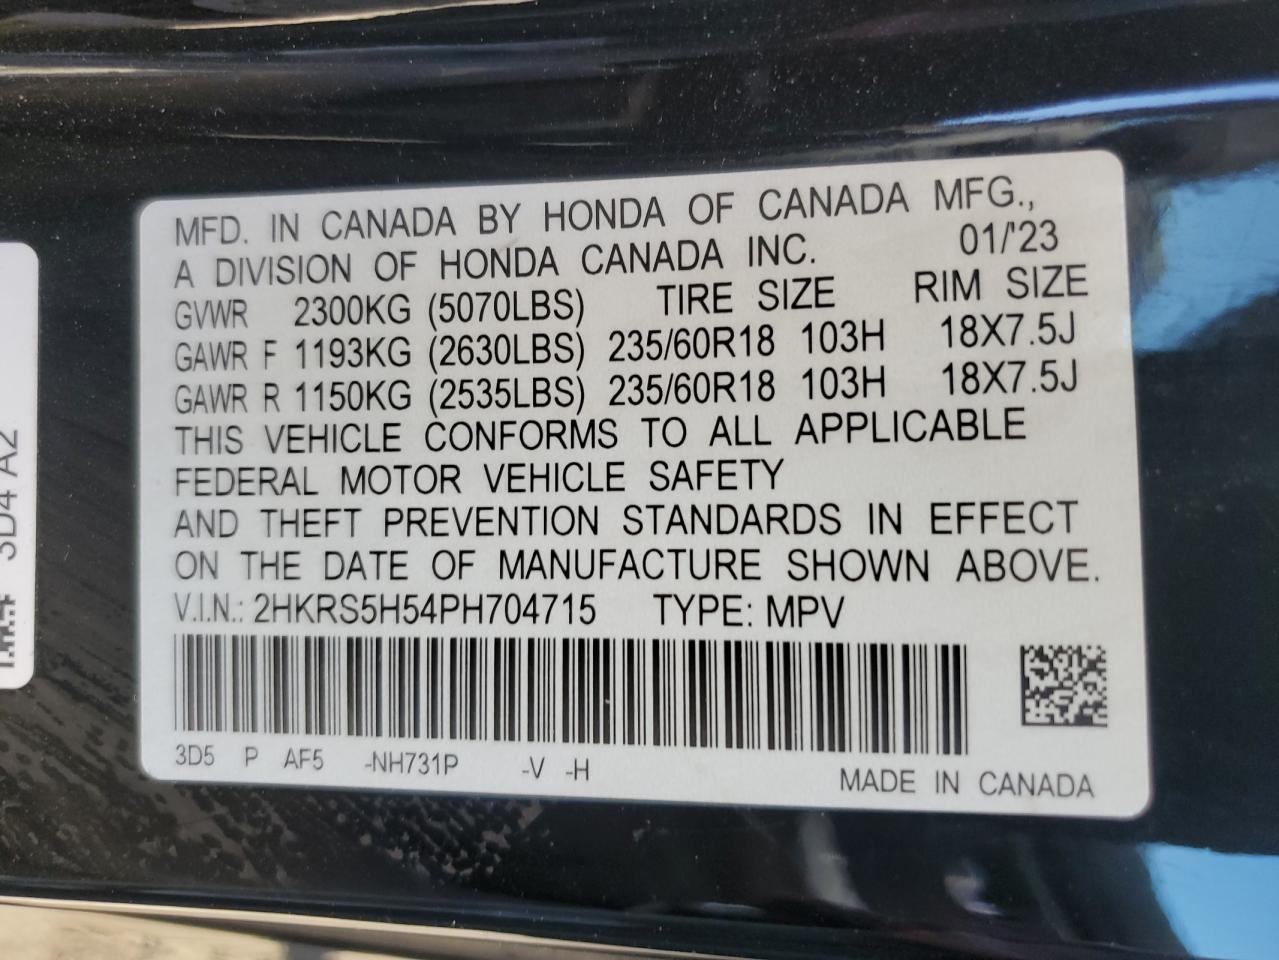 MFD. IN CANADA BY HONDA OF CANADA MFG.,
A DIVISION OF HONDA CANADA INC. 01/'23
GVWR 2300KG (5070LBS) TIRE SIZE RIM SIZE
GAWR F 1193KG (2630LBS) 235/60R18 103H 18X7.5J
GAWR R 1150KG (2535LBS) 235/60R18 103H 18X7.5J
THIS VEHICLE CONFORMS TO ALL APPLICABLE
FEDERAL MOTOR VEHICLE SAFETY
AND THEFT PREVENTION STANDARDS IN EFFECT
ON THE DATE OF MANUFACTURE SHOWN ABOVE.
V.I.N.: 2HKRS5H54PH704715 TYPE: MPV
3D5 P AF5 -NH731P -V -H
MADE IN CANADA
3D4 A2